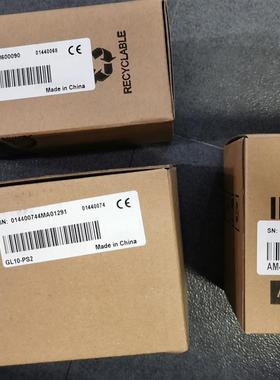 600090 01440068
CE
Made in China
RECYCLABLE
SN: 014400744MA01291 01440074
CE
Made in China
GL10-PS2
SN:
AM
A